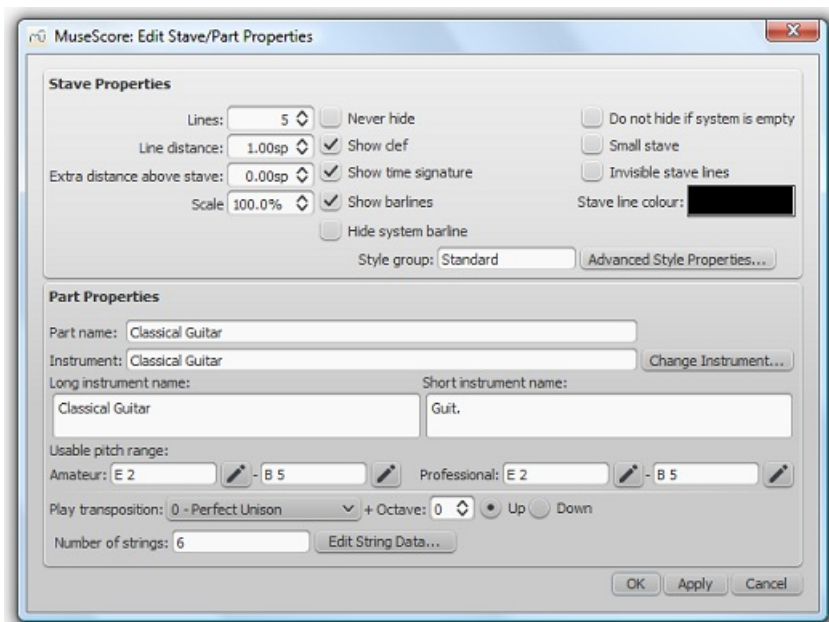 MuseScore: Edit Stave/Part Properties
Stave Properties
Lines: 5 Never hide Do not hide if system is empty
Line distance: 1.00sp Show clef Small stave
Extra distance above stave: 0.00sp Show time signature Invisible stave lines
Scale 100.0% Show barlines Stave line colour:
Hide system barline
Style group: Standard Advanced Style Properties...
Part Properties
Part name: Classical Guitar
Instrument: Classical Guitar Change Instrument...
Long instrument name: Short instrument name:
Classical Guitar Guit.
Usable pitch range:
Amateur: E 2 - B 5 Professional: E 2 - B 5
Play transposition: 0 - Perfect Unison + Octave: 0 Up Down
Number of strings: 6 Edit String Data...
OK Apply Cancel